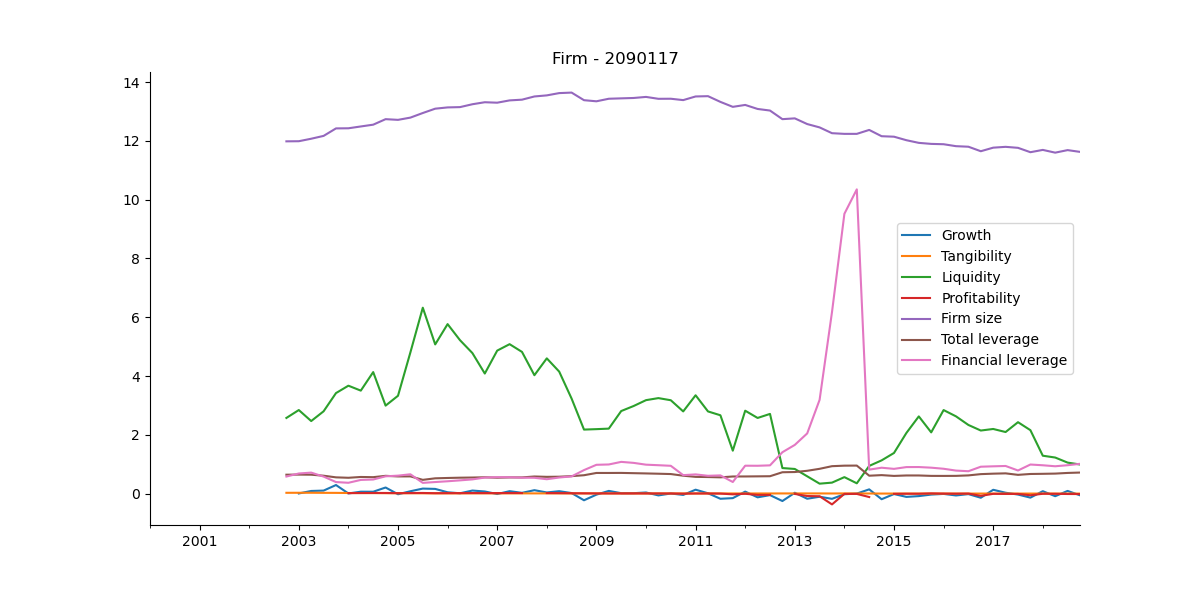 Firm - 2090117
14
12
10
8
6
4
2
0
Growth
Tangibility
Liquidity
Profitability
Firm size
Total leverage
Financial leverage
2001 2003 2005 2007 2009 2011 2013 2015 2017